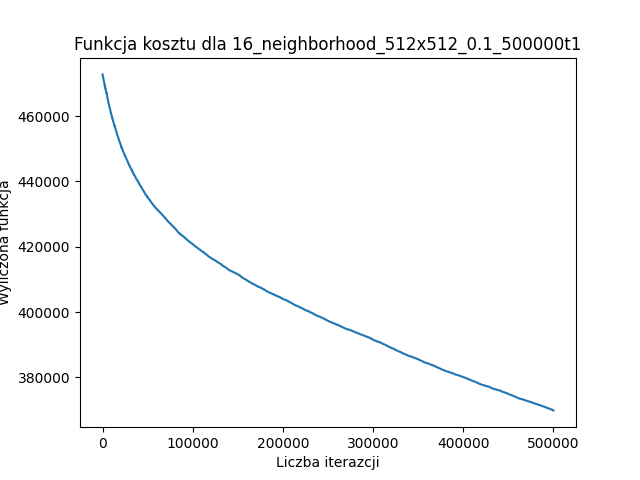 Funkcja kosztu dla 16_neighborhood_512x512_0.1_500000t1
460000
440000
420000
400000
380000
Wyliczona funkcja
0 100000 200000 300000 400000 500000
Liczba iterazcji